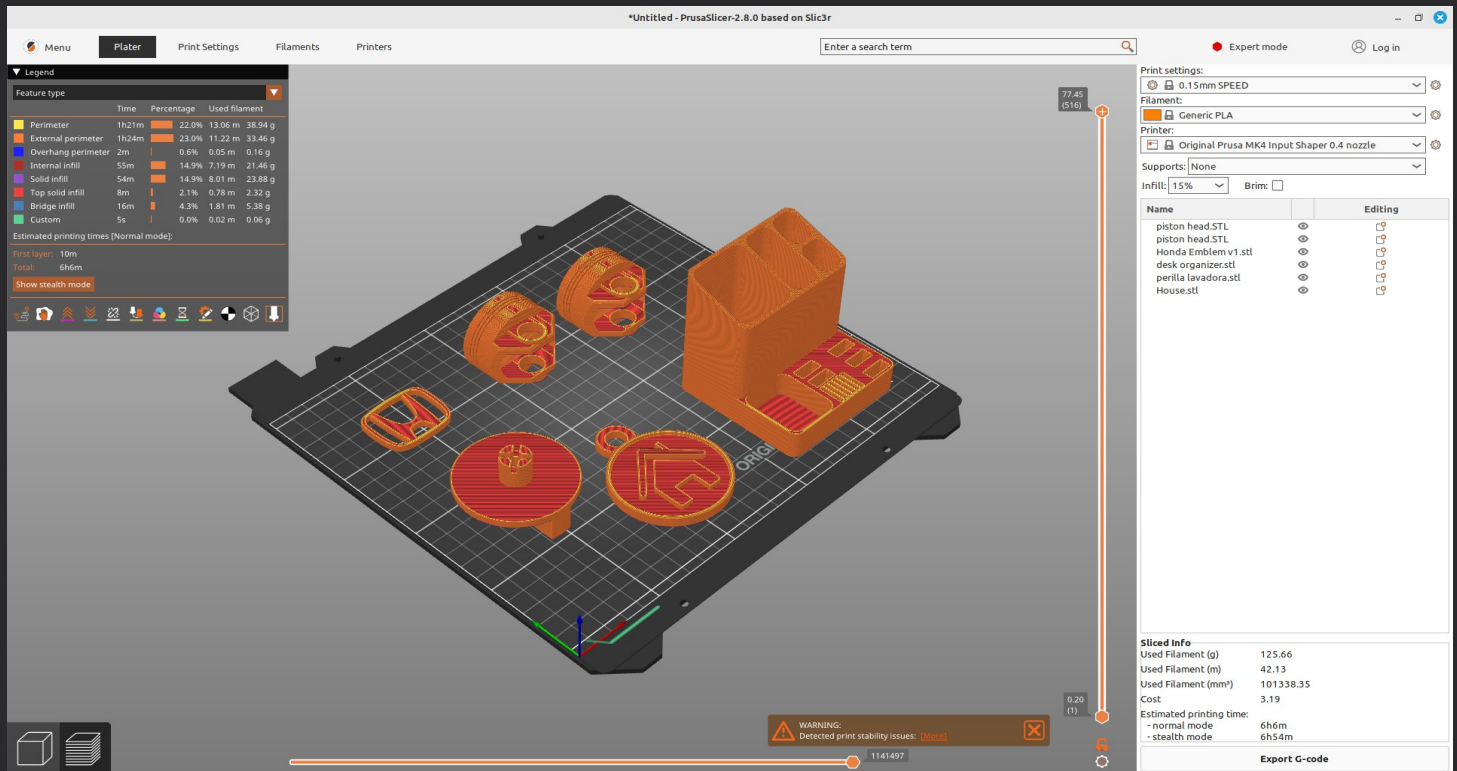 *Untitled - PrusaSlicer-2.8.0 based on Slic3r
Menu Plater Print Settings Filaments Printers Enter a search term Expert mode Log in
Legend
Feature type
Time Percentage Used filament
Perimeter 1h21m 22.0% 13.06 m 38.94 g
External perimeter 1h24m 23.0% 11.22 m 33.46 g
Overhang perimeter 2m 0.6% 0.05 m 0.16 g
Internal infill 55m 14.9% 7.19 m 21.46 g
Solid infill 54m 14.9% 8.01 m 23.88 g
Top solid infill 8m 2.1% 0.78 m 2.32 g
Bridge infill 16m 4.3% 1.81 m 5.38 g
Custom 5s 0.0% 0.02 m 0.06 g
Estimated printing times [Normal mode]:
First layer: 10m
Total: 6h6m
Show stealth mode
77.45
(516)
ORIG
0.20
(1)
WARNING:
Detected print stability issues: [More]
1141497
Print settings:
0.15mm SPEED
Filament:
Generic PLA
Printer:
Original Prusa MK4 Input Shaper 0.4 nozzle
Supports: None
Infill: 15% Brim:
Name Editing
piston head.STL
piston head.STL
Honda Emblem v1.stl
desk organizer.stl
perilla lavadora.stl
House.stl
Sliced Info
Used Filament (g) 125.66
Used Filament (m) 42.13
Used Filament (mm³) 101338.35
Cost 3.19
Estimated printing time:
- normal mode 6h6m
- stealth mode 6h54m
Export G-code